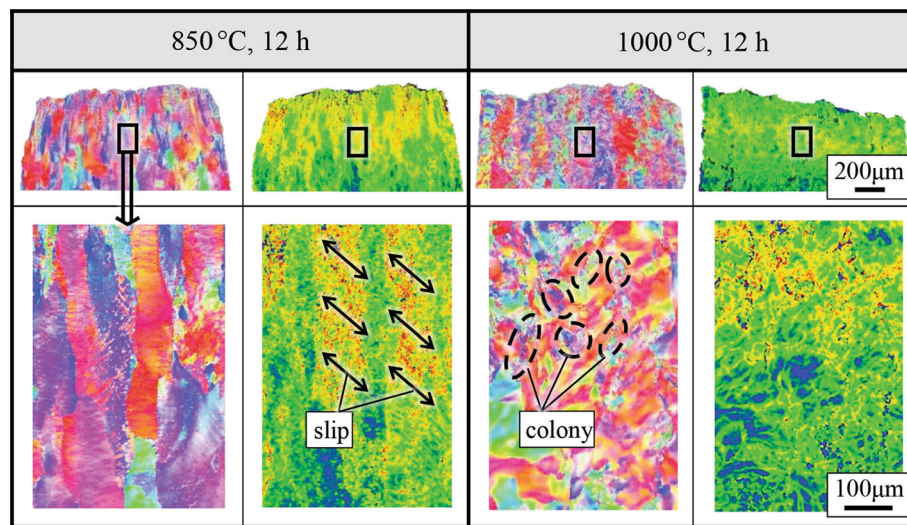 850 °C, 12 h
1000 °C, 12 h
200μm
slip
colony
100μm